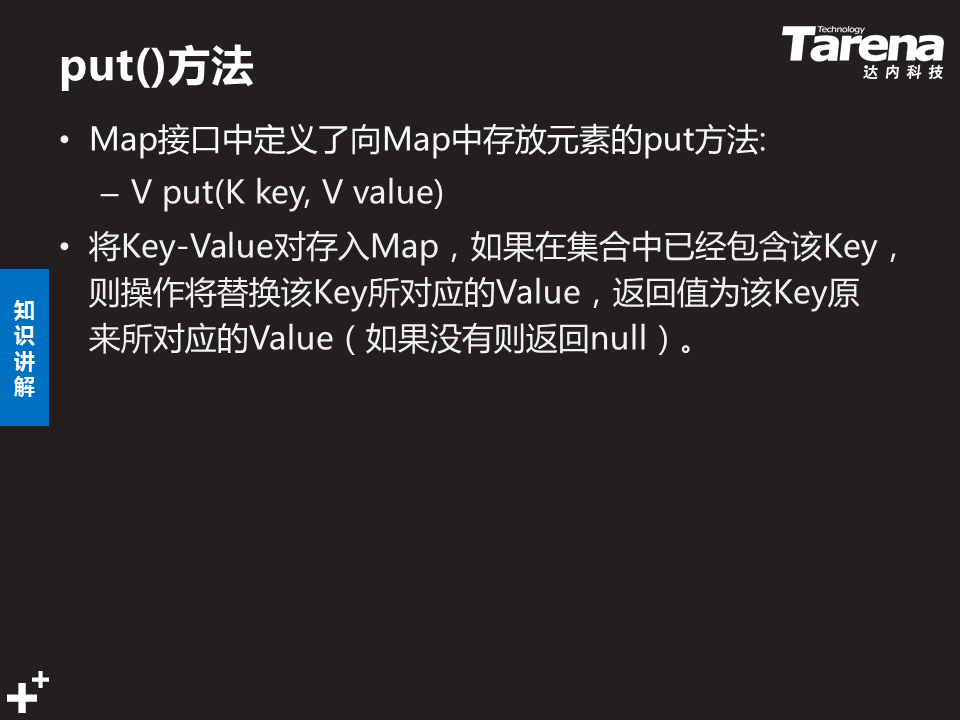 put()方法
Technology
Tarena
达内科技
• Map接口中定义了向Map中存放元素的put方法:
– V put(K key, V value)
• 将Key-Value对存入Map，如果在集合中已经包含该Key，
则操作将替换该Key所对应的Value，返回值为该Key原
来所对应的Value（如果没有则返回null）。
知
识
讲
解